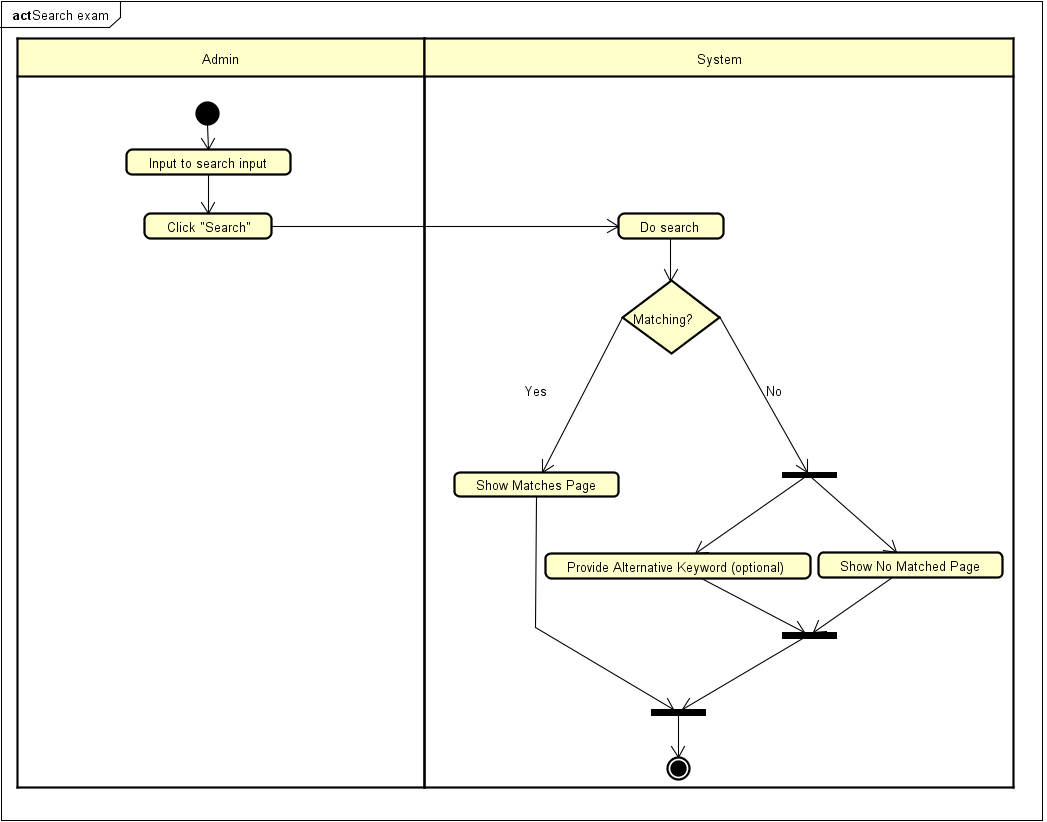 actSearch exam
Admin
System
Input to search input
Click "Search"
Do search
Matching?
Yes
No
Show Matches Page
Provide Alternative Keyword (optional)
Show No Matched Page